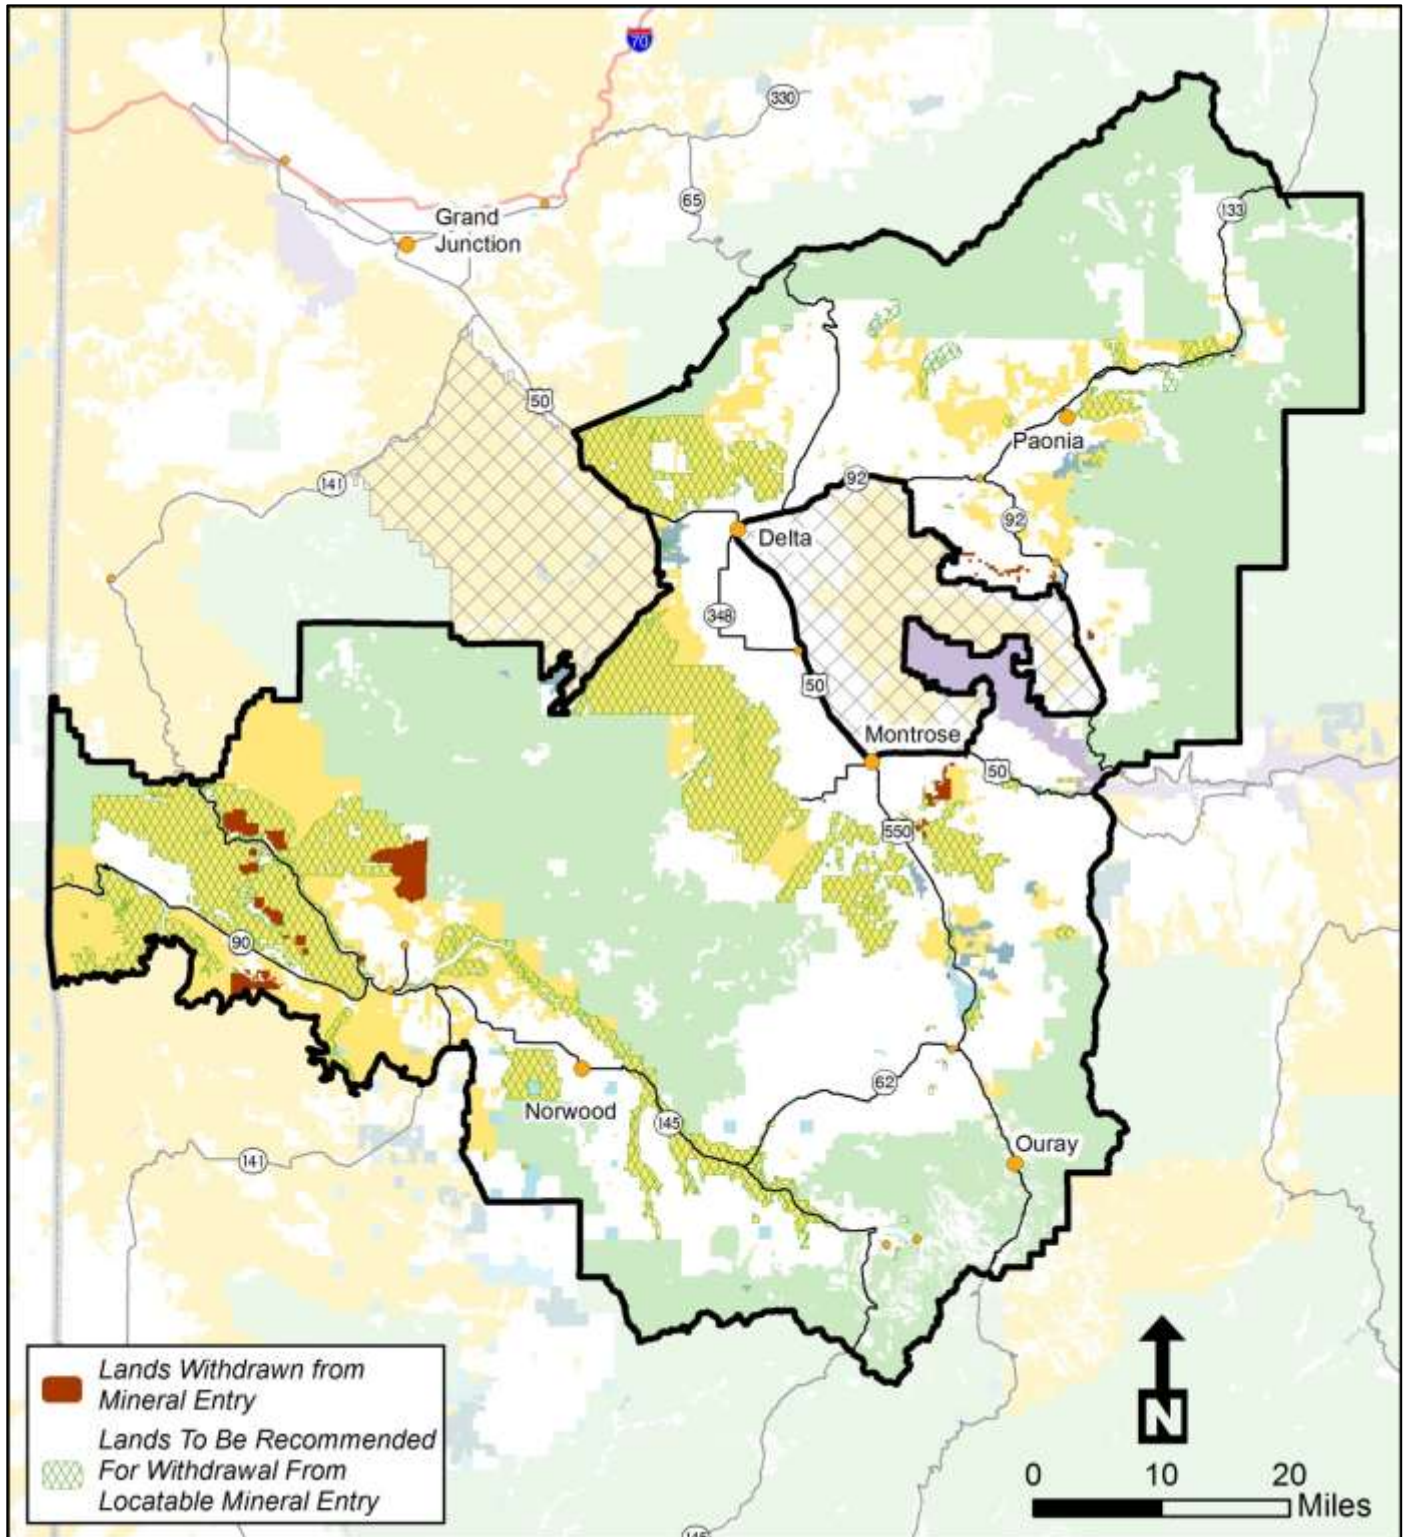 70
330
65
133
Grand
Junction
50
141
Paonia
92
Delta
92
348
50
Montrose
50
550
90
62
Norwood
145
141
Ouray
Lands Withdrawn from
Mineral Entry
Lands To Be Recommended
For Withdrawal From
Locatable Mineral Entry
N
0 10 20
Miles